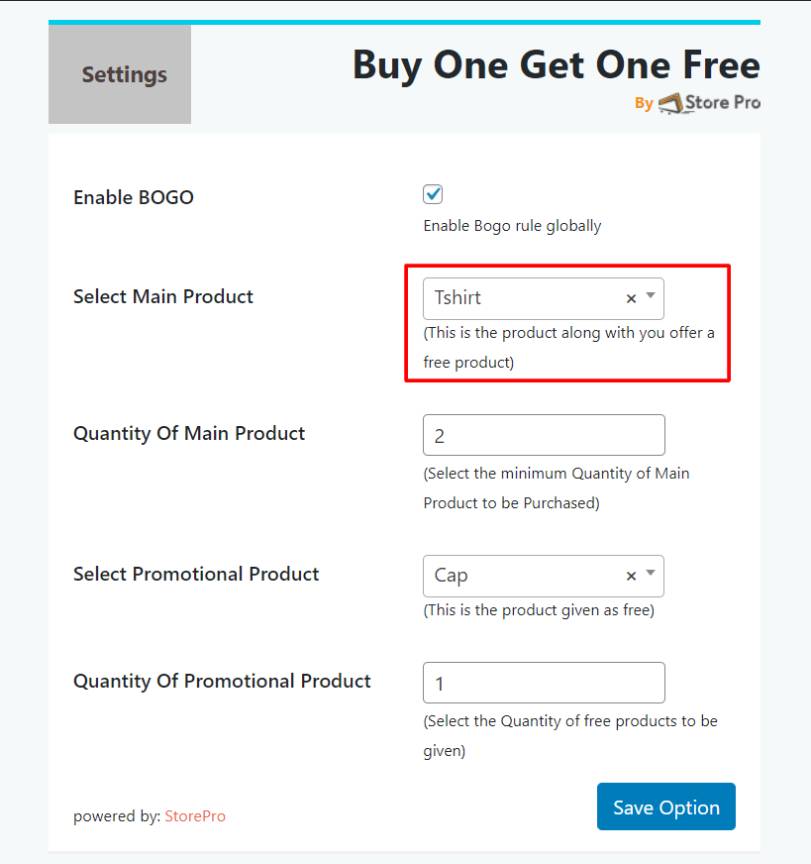 Settings
Buy One Get One Free
By Store Pro
Enable BOGO
Enable Bogo rule globally
Select Main Product
Tshirt × 
(This is the product along with you offer a
free product)
Quantity Of Main Product
2
(Select the minimum Quantity of Main
Product to be Purchased)
Select Promotional Product
Cap ×
(This is the product given as free)
Quantity Of Promotional Product
1
(Select the Quantity of free products to be
given)
powered by: StorePro
Save Option